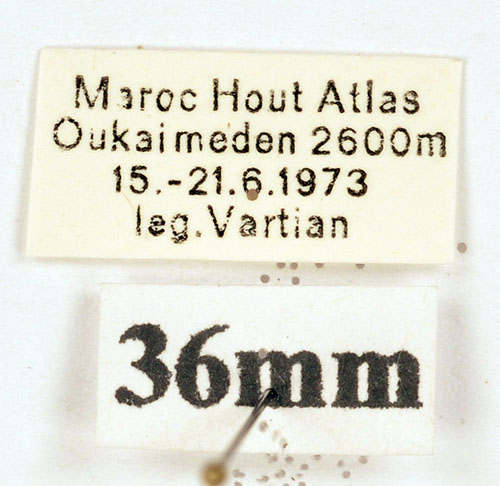 Maroc Hout Atlas
Oukaimeden 2600m
15.-21.6.1973
leg. Vartian
36mm